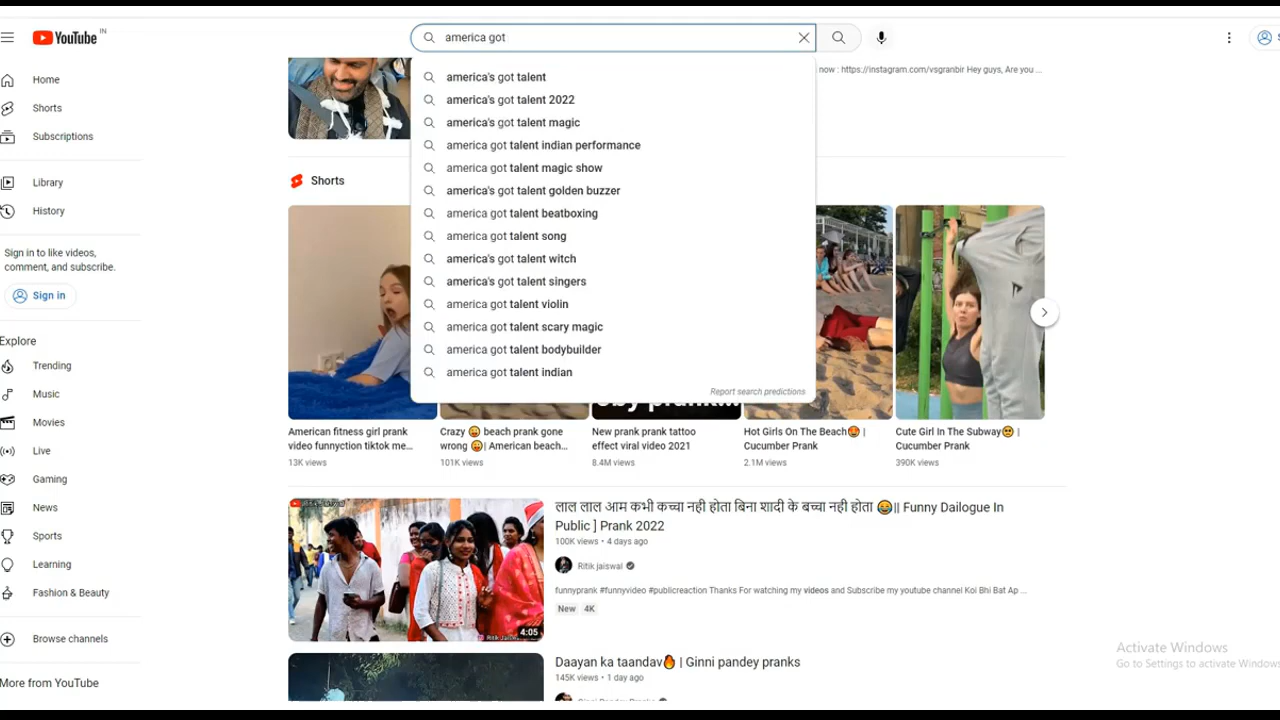 YouTube IN
america got
Home
Shorts
Subscriptions
Library
History
Sign in to like videos,
comment, and subscribe.
Sign in
Explore
Trending
Music
Movies
Live
Gaming
News
Sports
Learning
Fashion & Beauty
Browse channels
More from YouTube
america's got talent
america's got talent 2022
america's got talent magic
america got talent indian performance
america got talent magic show
america's got talent golden buzzer
america got talent beatboxing
america got talent song
america's got talent witch
america's got talent singers
america got talent violin
america got talent scary magic
america got talent bodybuilder
america got talent indian
Report search predictions
now : https://instagram.com/vsgranbir Hey guys, Are you ...
Shorts
American fitness girl prank
video funnyction tiktok me...
13K views
Crazy 😛 beach prank gone
wrong 😛| American beach...
101K views
New prank prank tattoo
effect viral video 2021
8.4M views
Hot Girls On The Beach🥵 |
Cucumber Prank
2.1M views
Cute Girl In The Subway😍 |
Cucumber Prank
390K views
लाल लाल आम कभी कच्चा नही होता बिना शादी के बच्चा नही होता 😂|| Funny Dailogue In
Public ] Prank 2022
100K views • 4 days ago
Ritik jaiswal
funnyprank #funnyvideo #publicreaction Thanks For watching my videos and Subscribe my youtube channel Koi Bhi Bat Ap ...
New 4K
4:05
Daayan ka taandav🔥 | Ginni pandey pranks
145K views • 1 day ago
Activate Windows
Go to Settings to activate Windows